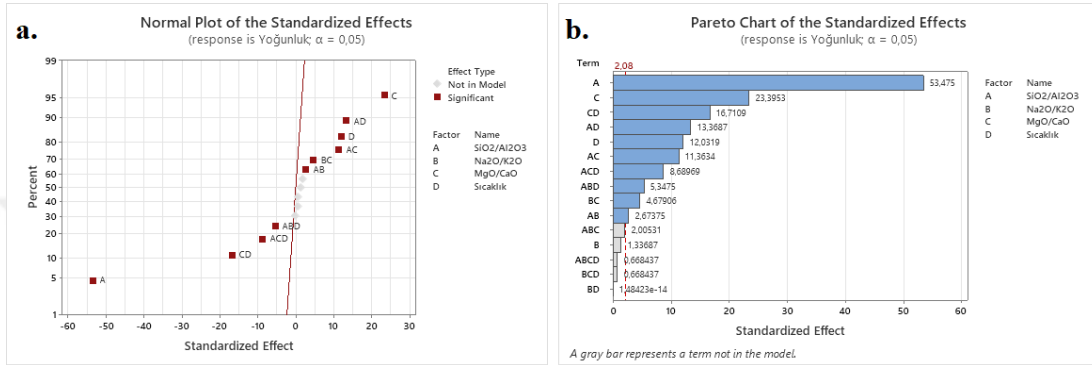 a.
Normal Plot of the Standardized Effects
(response is Yoğunluk; α = 0,05)
99
95
90
80
70
60
50
40
30
20
10
5
1
Percent
C
AD
D
AC
BC
AB
ABD
ACD
CD
A
-60 -50 -40 -30 -20 -10 0 10 20 30
Standardized Effect
Effect Type
Not in Model
Significant
Factor Name
A SiO2/Al2O3
B Na2O/K2O
C MgO/CaO
D Sıcaklık
b.
Pareto Chart of the Standardized Effects
(response is Yoğunluk; α = 0,05)
Term 2,08
A 53,475
C 23,3953
CD 16,7109
AD 13,3687
D 12,0319
AC 11,3634
ACD 8,68969
ABD 5,3475
BC 4,67906
AB 2,67375
ABC 2,00531
B 1,33687
ABCD 0,668437
BCD 0,668437
BD 1,48423e-14
0 10 20 30 40 50 60
Standardized Effect
Factor Name
A SiO2/Al2O3
B Na2O/K2O
C MgO/CaO
D Sıcaklık
A gray bar represents a term not in the model.